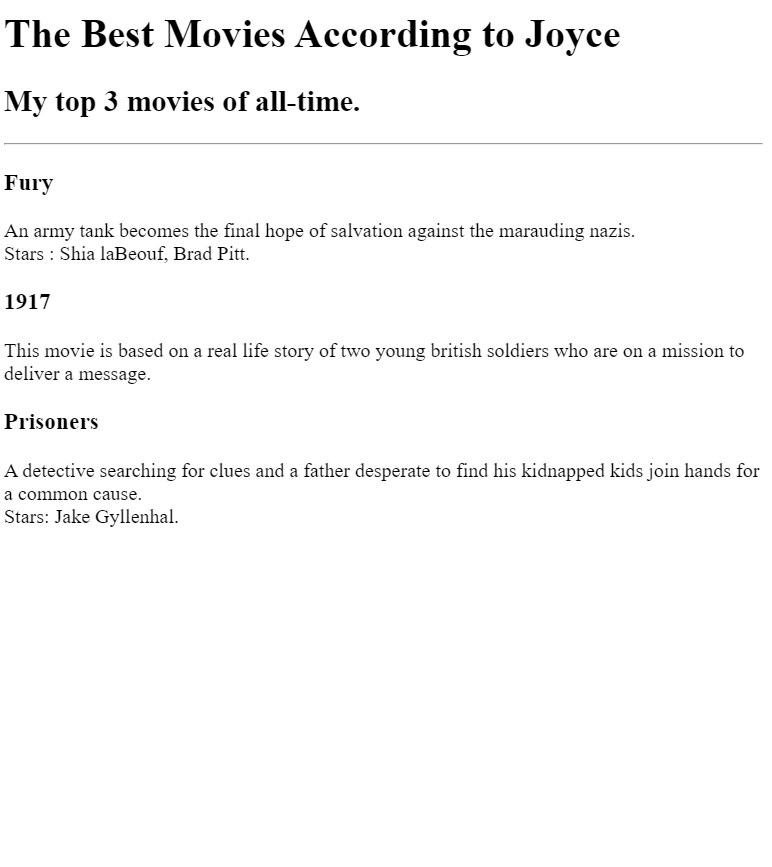 The Best Movies According to Joyce
My top 3 movies of all-time.
Fury
An army tank becomes the final hope of salvation against the marauding nazis.
Stars : Shia laBeouf, Brad Pitt.
1917
This movie is based on a real life story of two young british soldiers who are on a mission to
deliver a message.
Prisoners
A detective searching for clues and a father desperate to find his kidnapped kids join hands for
a common cause.
Stars: Jake Gyllenhal.